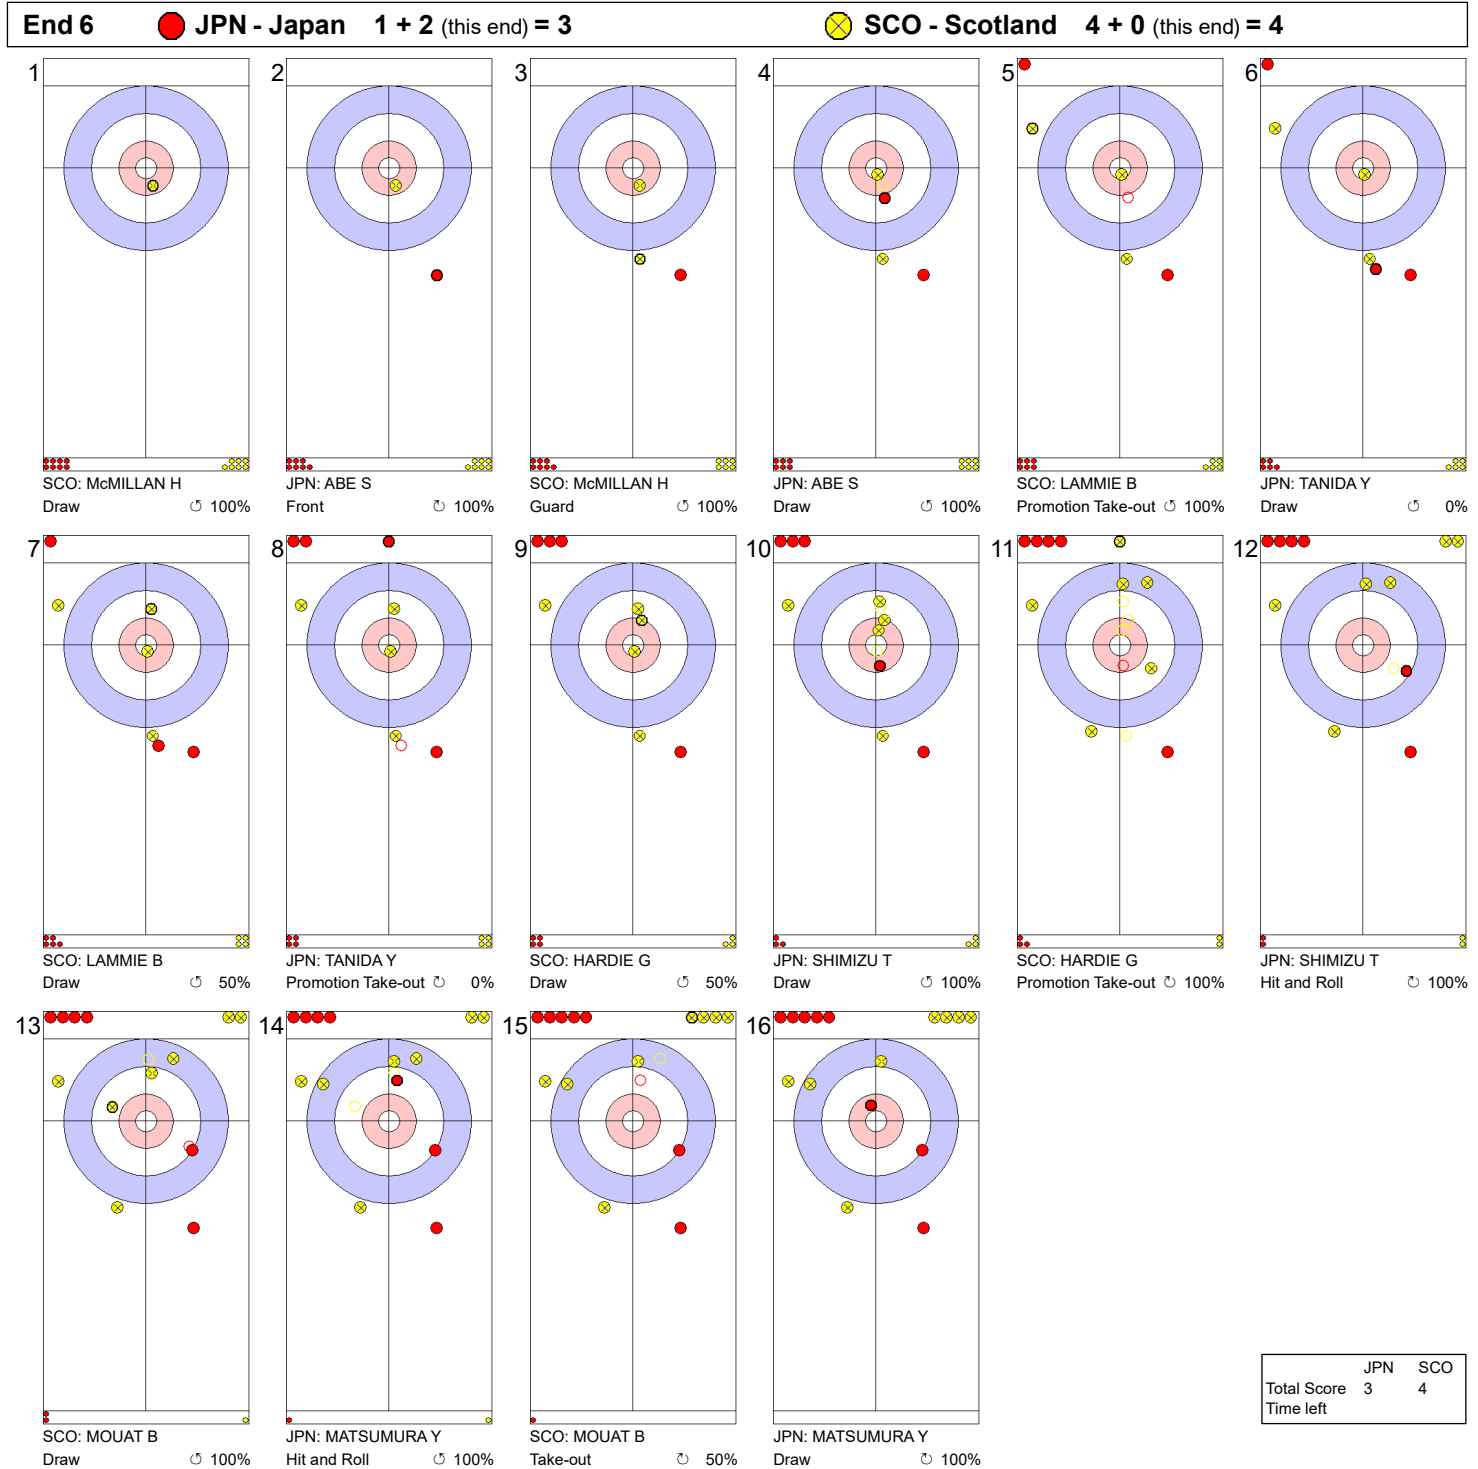 End 6 JPN - Japan 1 + 2 (this end) = 3 SCO - Scotland 4 + 0 (this end) = 4
1 2 3 4 5 6
SCO: McMILLAN H JPN: ABE S SCO: McMILLAN H JPN: ABE S SCO: LAMMIE B JPN: TANIDA Y
Draw ↺ 100% Front ↻ 100% Guard ↺ 100% Draw ↺ 100% Promotion Take-out ↺ 100% Draw ↺ 0%
7 8 9 10 11 12
SCO: LAMMIE B JPN: TANIDA Y SCO: HARDIE G JPN: SHIMIZU T SCO: HARDIE G JPN: SHIMIZU T
Draw ↺ 50% Promotion Take-out ↻ 0% Draw ↺ 50% Draw ↺ 100% Promotion Take-out ↻ 100% Hit and Roll ↻ 100%
13 14 15 16
SCO: MOUAT B JPN: MATSUMURA Y SCO: MOUAT B JPN: MATSUMURA Y
Draw ↺ 100% Hit and Roll ↺ 100% Take-out ↻ 50% Draw ↻ 100%
JPN SCO
Total Score 3 4
Time left